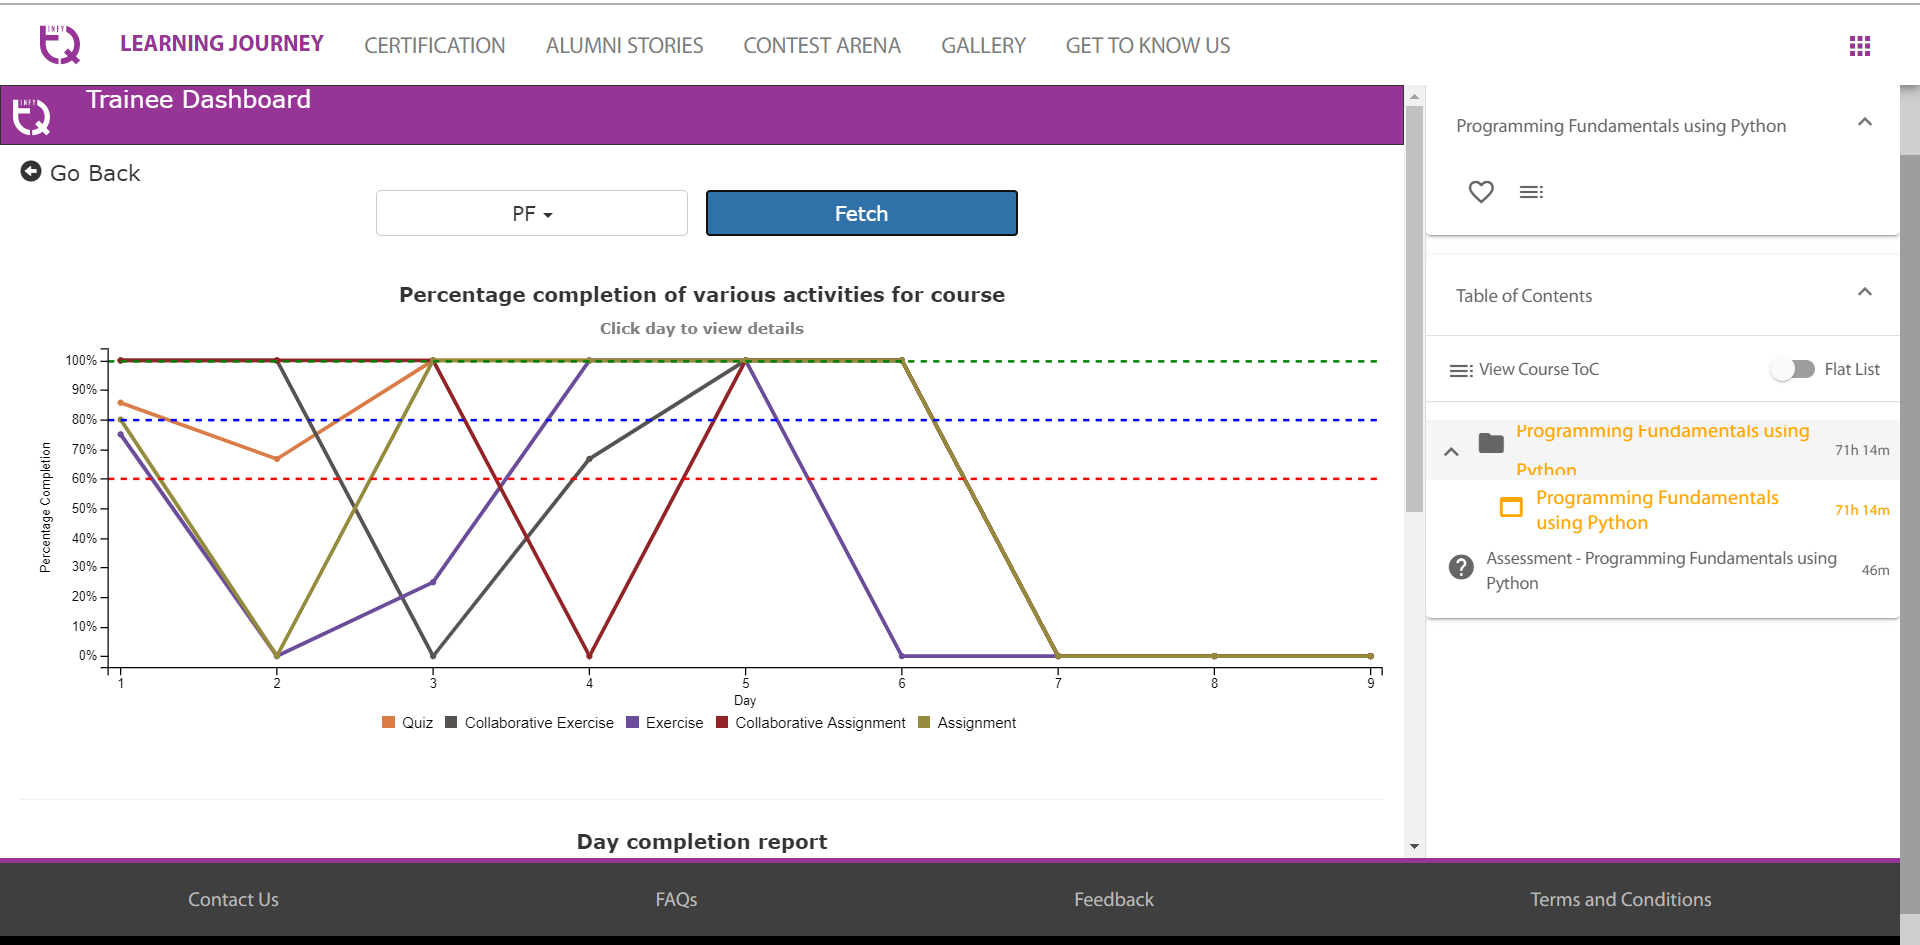 INFY
TQ
LEARNING JOURNEY
CERTIFICATION
ALUMNI STORIES
CONTEST ARENA
GALLERY
GET TO KNOW US
INFY
TQ
Trainee Dashboard
Go Back
PF
Fetch
Percentage completion of various activities for course
Click day to view details
Percentage Completion
100%
90%
80%
70%
60%
50%
40%
30%
20%
10%
0%
1 2 3 4 5 6 7 8 9
Day
Quiz Collaborative Exercise Exercise Collaborative Assignment Assignment
Day completion report
Programming Fundamentals using Python
Table of Contents
View Course ToC
Flat List
Programming Fundamentals using
Python
71h 14m
Programming Fundamentals
using Python
71h 14m
Assessment - Programming Fundamentals using
Python
46m
Contact Us
FAQs
Feedback
Terms and Conditions